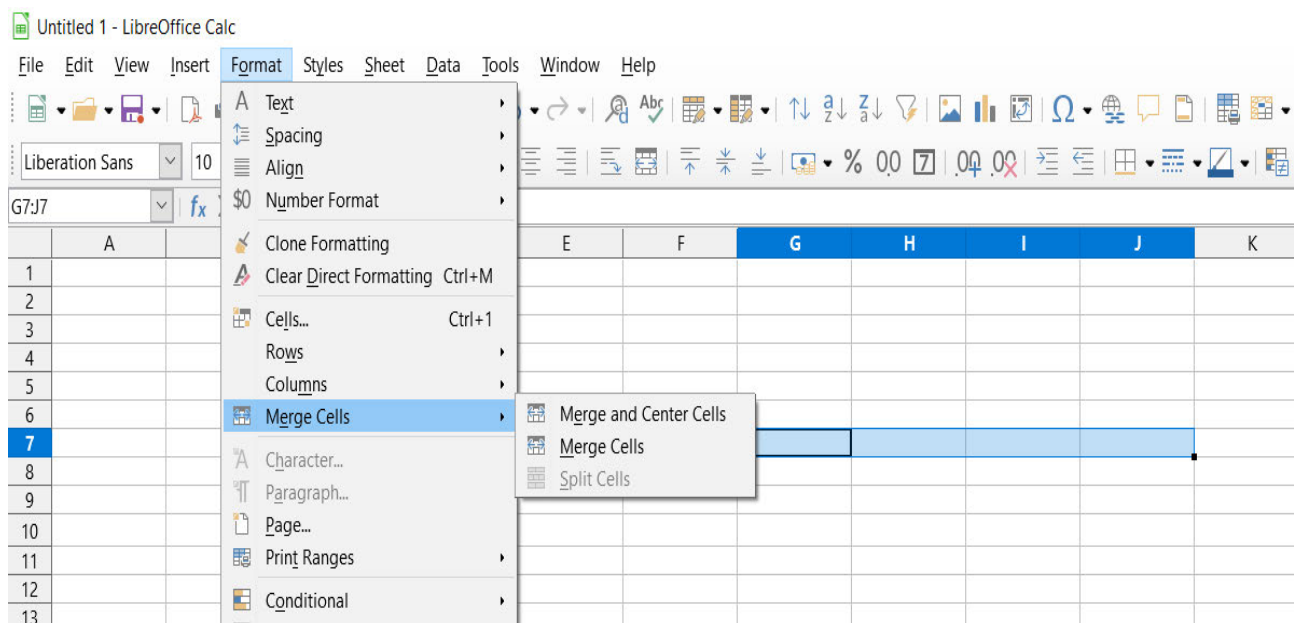 Untitled 1 - LibreOffice Calc
File Edit View Insert Format Styles Sheet Data Tools Window Help
Text
Abc
Liberation Sans 10
Spacing
Align
Number Format
G7:J7
Clone Formatting
Clear Direct Formatting Ctrl+M
Cells... Ctrl+1
Rows
Columns
Merge Cells
Character...
Paragraph...
Page...
Print Ranges
Conditional
Merge and Center Cells
Merge Cells
Split Cells
A E F G H I J K
1
2
3
4
5
6
7
8
9
10
11
12
13